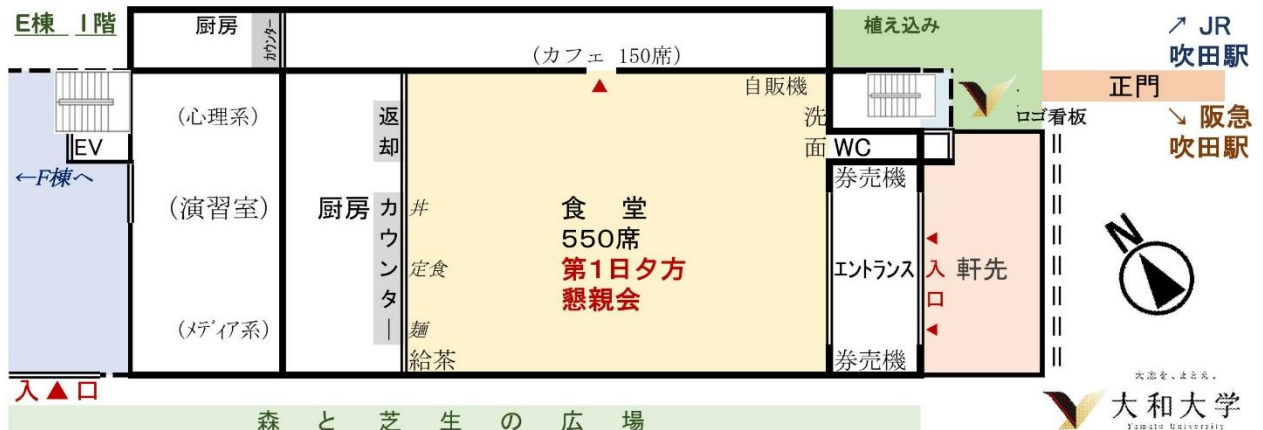 E棟 1階
厨房
カウンター
(カフェ 150席)
植え込み
↗ JR
吹田駅
正門
ロゴ看板
↘ 阪急
吹田駅
EV
←F棟へ
(心理系)
(演習室)
(メディア系)
厨房
返却
カウンター
丼
定食
麺
給茶
食 堂
550席
第1日夕方
懇親会
自販機
洗面
WC
券売機
エントランス
券売機
入口
軒先
N
入▲口
森と芝生の広場
大和大学
Yamato University